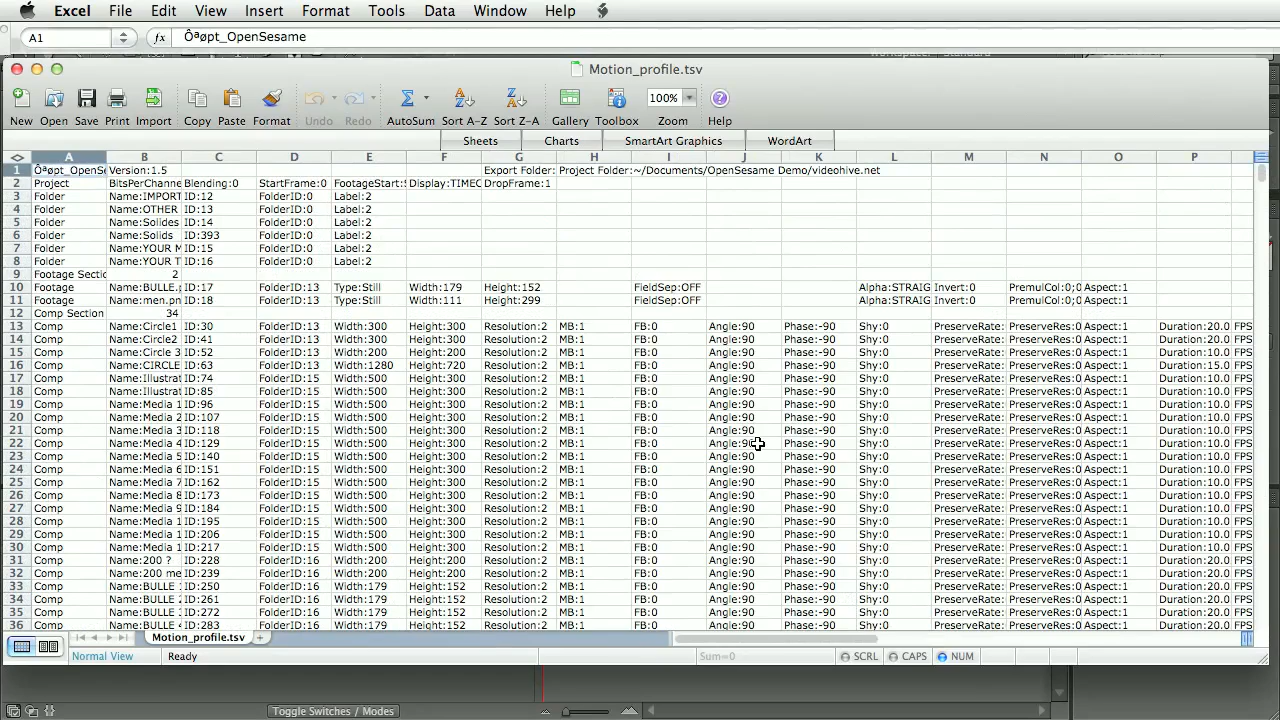 Excel File Edit View Insert Format Tools Data Window Help
A1 fx Ôªøpt_OpenSesame
Motion_profile.tsv
New Open Save Print Import Copy Paste Format Undo Redo AutoSum Sort A-Z Sort Z-A Gallery Toolbox 100% Zoom Help
Sheets Charts SmartArt Graphics WordArt
A B C D E F G H I J K L M N O P
1 Ôªøpt_OpenSe Version:1.5 Export Folder: Project Folder:~/Documents/OpenSesame Demo/videohive.net
2 Project BitsPerChanne Blending:0 StartFrame:0 FootageStart: Display:TIMEC DropFrame:1
3 Folder Name:IMPORT ID:12 FolderID:0 Label:2
4 Folder Name:OTHER ID:13 FolderID:0 Label:2
5 Folder Name:Solides ID:14 FolderID:0 Label:2
6 Folder Name:Solids ID:393 FolderID:0 Label:2
7 Folder Name:YOUR M ID:15 FolderID:0 Label:2
8 Folder Name:YOUR T ID:16 FolderID:0 Label:2
9 Footage Sectio 2
10 Footage Name:BULLE.p ID:17 FolderID:13 Type:Still Width:179 Height:152 FieldSep:OFF Alpha:STRAIG Invert:0 PremulCol:0;0 Aspect:1
11 Footage Name:men.pn ID:18 FolderID:13 Type:Still Width:111 Height:299 FieldSep:OFF Alpha:STRAIG Invert:0 PremulCol:0;0 Aspect:1
12 Comp Section 34
13 Comp Name:Circle1 ID:30 FolderID:13 Width:300 Height:300 Resolution:2 MB:1 FB:0 Angle:90 Phase:-90 Shy:0 PreserveRate: PreserveRes:0 Aspect:1 Duration:20.0 FPS
14 Comp Name:Circle2 ID:41 FolderID:13 Width:300 Height:300 Resolution:2 MB:1 FB:0 Angle:90 Phase:-90 Shy:0 PreserveRate: PreserveRes:0 Aspect:1 Duration:20.0 FPS
15 Comp Name:Circle 3 ID:52 FolderID:13 Width:200 Height:200 Resolution:2 MB:1 FB:0 Angle:90 Phase:-90 Shy:0 PreserveRate: PreserveRes:0 Aspect:1 Duration:20.0 FPS
16 Comp Name:CIRCLE ID:63 FolderID:13 Width:1280 Height:720 Resolution:2 MB:1 FB:0 Angle:90 Phase:-90 Shy:0 PreserveRate: PreserveRes:0 Aspect:1 Duration:15.0 FPS
17 Comp Name:Illustrat ID:74 FolderID:15 Width:500 Height:300 Resolution:2 MB:1 FB:0 Angle:90 Phase:-90 Shy:0 PreserveRate: PreserveRes:0 Aspect:1 Duration:10.0 FPS
18 Comp Name:Illustrat ID:85 FolderID:15 Width:500 Height:300 Resolution:2 MB:1 FB:0 Angle:90 Phase:-90 Shy:0 PreserveRate: PreserveRes:0 Aspect:1 Duration:10.0 FPS
19 Comp Name:Media 1 ID:96 FolderID:15 Width:500 Height:300 Resolution:2 MB:1 FB:0 Angle:90 Phase:-90 Shy:0 PreserveRate: PreserveRes:0 Aspect:1 Duration:10.0 FPS
20 Comp Name:Media 2 ID:107 FolderID:15 Width:500 Height:300 Resolution:2 MB:1 FB:0 Angle:90 Phase:-90 Shy:0 PreserveRate: PreserveRes:0 Aspect:1 Duration:10.0 FPS
21 Comp Name:Media 3 ID:118 FolderID:15 Width:500 Height:300 Resolution:2 MB:1 FB:0 Angle:90 Phase:-90 Shy:0 PreserveRate: PreserveRes:0 Aspect:1 Duration:10.0 FPS
22 Comp Name:Media 4 ID:129 FolderID:15 Width:500 Height:300 Resolution:2 MB:1 FB:0 Angle:90 Phase:-90 Shy:0 PreserveRate: PreserveRes:0 Aspect:1 Duration:10.0 FPS
23 Comp Name:Media 5 ID:140 FolderID:15 Width:500 Height:300 Resolution:2 MB:1 FB:0 Angle:90 Phase:-90 Shy:0 PreserveRate: PreserveRes:0 Aspect:1 Duration:10.0 FPS
24 Comp Name:Media 6 ID:151 FolderID:15 Width:500 Height:300 Resolution:2 MB:1 FB:0 Angle:90 Phase:-90 Shy:0 PreserveRate: PreserveRes:0 Aspect:1 Duration:10.0 FPS
25 Comp Name:Media 7 ID:162 FolderID:15 Width:500 Height:300 Resolution:2 MB:1 FB:0 Angle:90 Phase:-90 Shy:0 PreserveRate: PreserveRes:0 Aspect:1 Duration:10.0 FPS
26 Comp Name:Media 8 ID:173 FolderID:15 Width:500 Height:300 Resolution:2 MB:1 FB:0 Angle:90 Phase:-90 Shy:0 PreserveRate: PreserveRes:0 Aspect:1 Duration:10.0 FPS
27 Comp Name:Media 9 ID:184 FolderID:15 Width:500 Height:300 Resolution:2 MB:1 FB:0 Angle:90 Phase:-90 Shy:0 PreserveRate: PreserveRes:0 Aspect:1 Duration:10.0 FPS
28 Comp Name:Media 1 ID:195 FolderID:15 Width:500 Height:300 Resolution:2 MB:1 FB:0 Angle:90 Phase:-90 Shy:0 PreserveRate: PreserveRes:0 Aspect:1 Duration:10.0 FPS
29 Comp Name:Media 1 ID:206 FolderID:15 Width:500 Height:300 Resolution:2 MB:1 FB:0 Angle:90 Phase:-90 Shy:0 PreserveRate: PreserveRes:0 Aspect:1 Duration:10.0 FPS
30 Comp Name:Media 1 ID:217 FolderID:15 Width:500 Height:300 Resolution:2 MB:1 FB:0 Angle:90 Phase:-90 Shy:0 PreserveRate: PreserveRes:0 Aspect:1 Duration:10.0 FPS
31 Comp Name:200 ? ID:228 FolderID:16 Width:200 Height:200 Resolution:2 MB:1 FB:0 Angle:90 Phase:-90 Shy:0 PreserveRate: PreserveRes:0 Aspect:1 Duration:20.0 FPS
32 Comp Name:200 me ID:239 FolderID:16 Width:200 Height:200 Resolution:2 MB:1 FB:0 Angle:90 Phase:-90 Shy:0 PreserveRate: PreserveRes:0 Aspect:1 Duration:20.0 FPS
33 Comp Name:BULLE 1 ID:250 FolderID:16 Width:179 Height:152 Resolution:2 MB:1 FB:0 Angle:90 Phase:-90 Shy:0 PreserveRate: PreserveRes:0 Aspect:1 Duration:20.0 FPS
34 Comp Name:BULLE ID:261 FolderID:16 Width:179 Height:152 Resolution:2 MB:1 FB:0 Angle:90 Phase:-90 Shy:0 PreserveRate: PreserveRes:0 Aspect:1 Duration:20.0 FPS
35 Comp Name:BULLE ID:272 FolderID:16 Width:179 Height:152 Resolution:2 MB:1 FB:0 Angle:90 Phase:-90 Shy:0 PreserveRate: PreserveRes:0 Aspect:1 Duration:20.0 FPS
36 Comp Name:BULLE ID:283 FolderID:16 Width:179 Height:152 Resolution:2 MB:1 FB:0 Angle:90 Phase:-90 Shy:0 PreserveRate: PreserveRes:0 Aspect:1 Duration:20.0 FPS
Motion_profile.tsv
Normal View Ready Sum=0 SCRL CAPS NUM
Toggle Switches / Modes